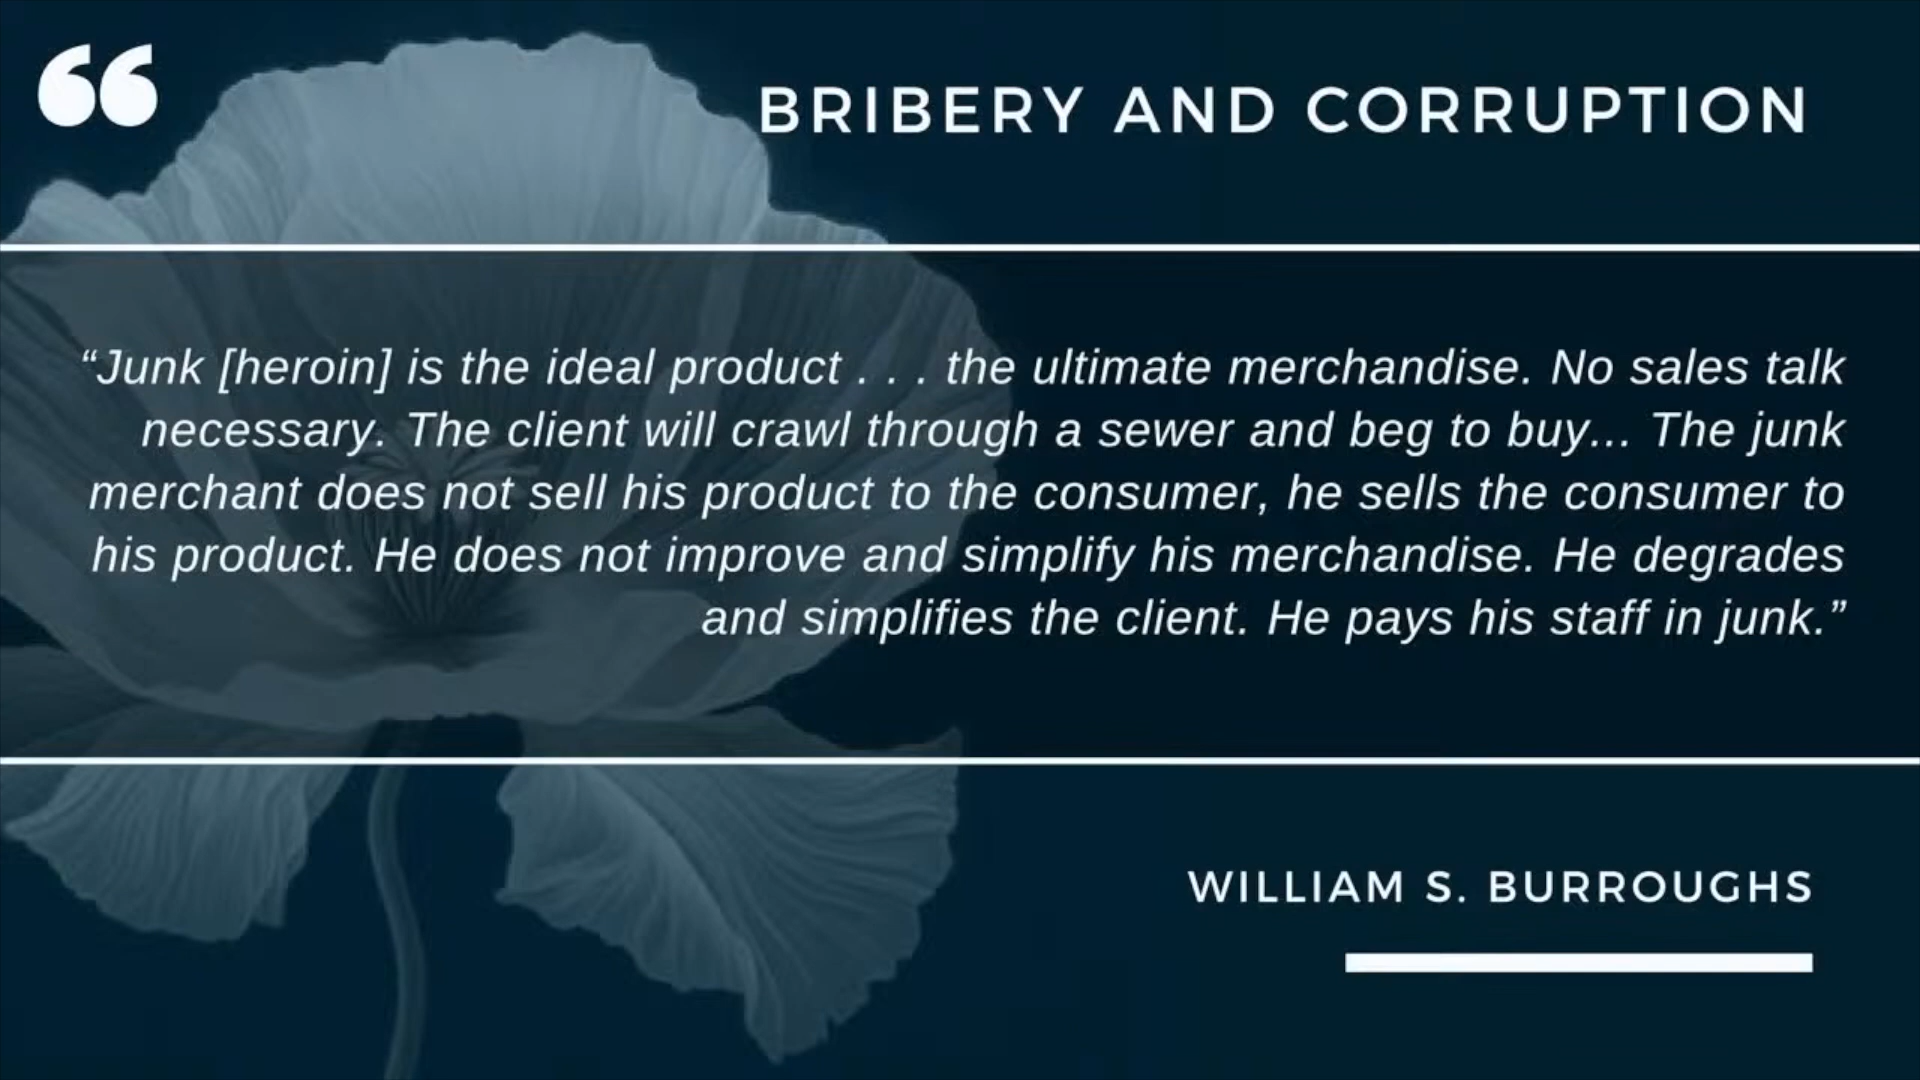 “
BRIBERY AND CORRUPTION
“Junk [heroin] is the ideal product . . . the ultimate merchandise. No sales talk
necessary. The client will crawl through a sewer and beg to buy... The junk
merchant does not sell his product to the consumer, he sells the consumer to
his product. He does not improve and simplify his merchandise. He degrades
and simplifies the client. He pays his staff in junk.”
WILLIAM S. BURROUGHS